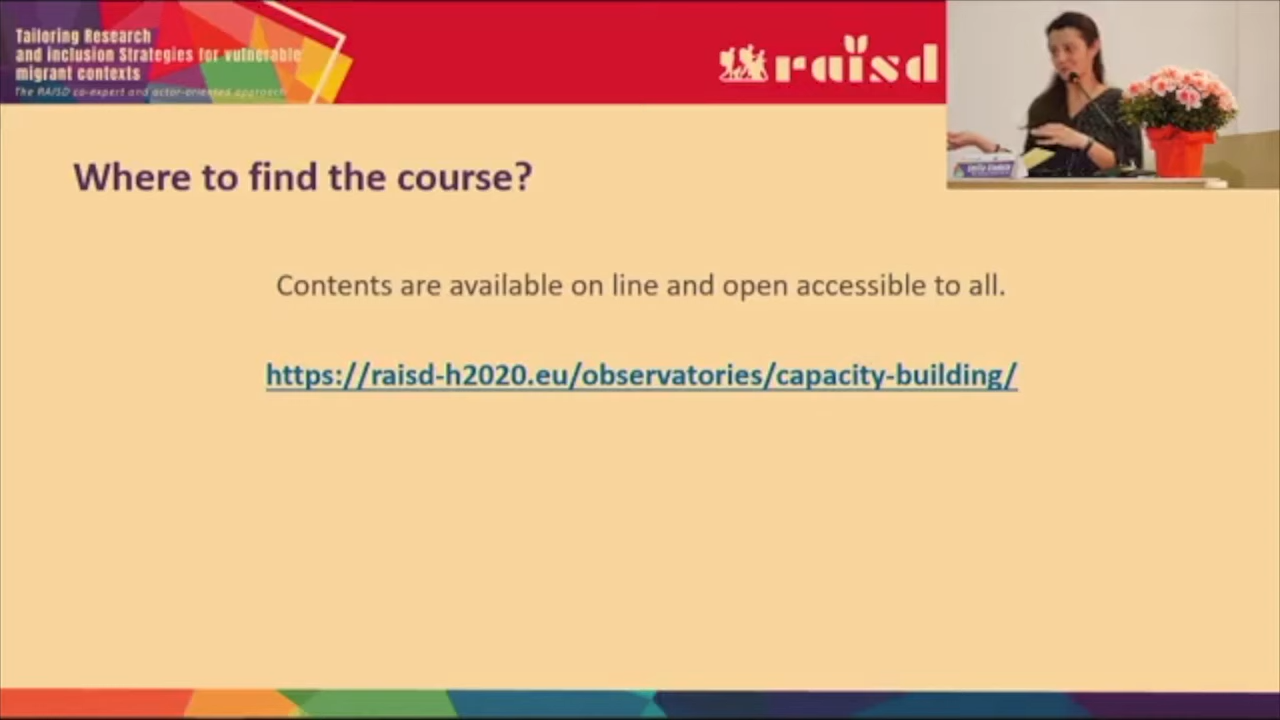 Tailoring Research
and Inclusion Strategies for vulnerable
migrant contexts
The RAISD co-expert and actor-oriented approach
raïsd
Where to find the course?
Contents are available on line and open accessible to all.
https://raisd-h2020.eu/observatories/capacity-building/